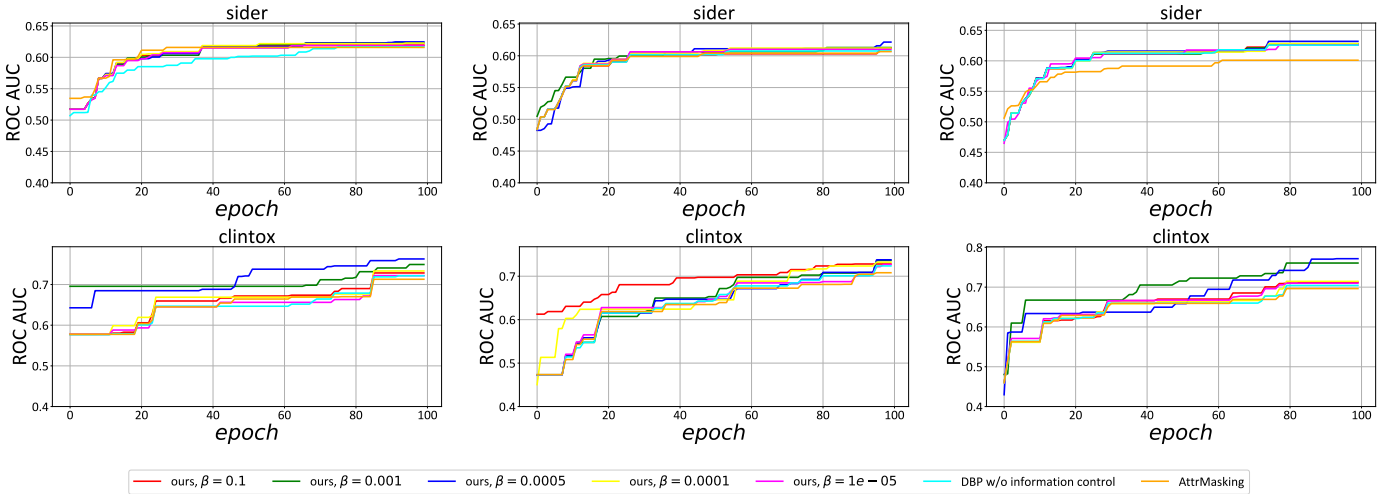 sider
ROC AUC
0.65
0.60
0.55
0.50
0.45
0.40
0 20 40 60 80 100
epoch
sider
ROC AUC
0.65
0.60
0.55
0.50
0.45
0.40
0 20 40 60 80 100
epoch
sider
ROC AUC
0.65
0.60
0.55
0.50
0.45
0.40
0 20 40 60 80 100
epoch
clintox
ROC AUC
0.7
0.6
0.5
0.4
0 20 40 60 80 100
epoch
clintox
ROC AUC
0.7
0.6
0.5
0.4
0 20 40 60 80 100
epoch
clintox
ROC AUC
0.8
0.7
0.6
0.5
0.4
0 20 40 60 80 100
epoch
ours, β = 0.1 ours, β = 0.001 ours, β = 0.0005 ours, β = 0.0001 ours, β = 1e − 05 DBP w/o information control AttrMasking